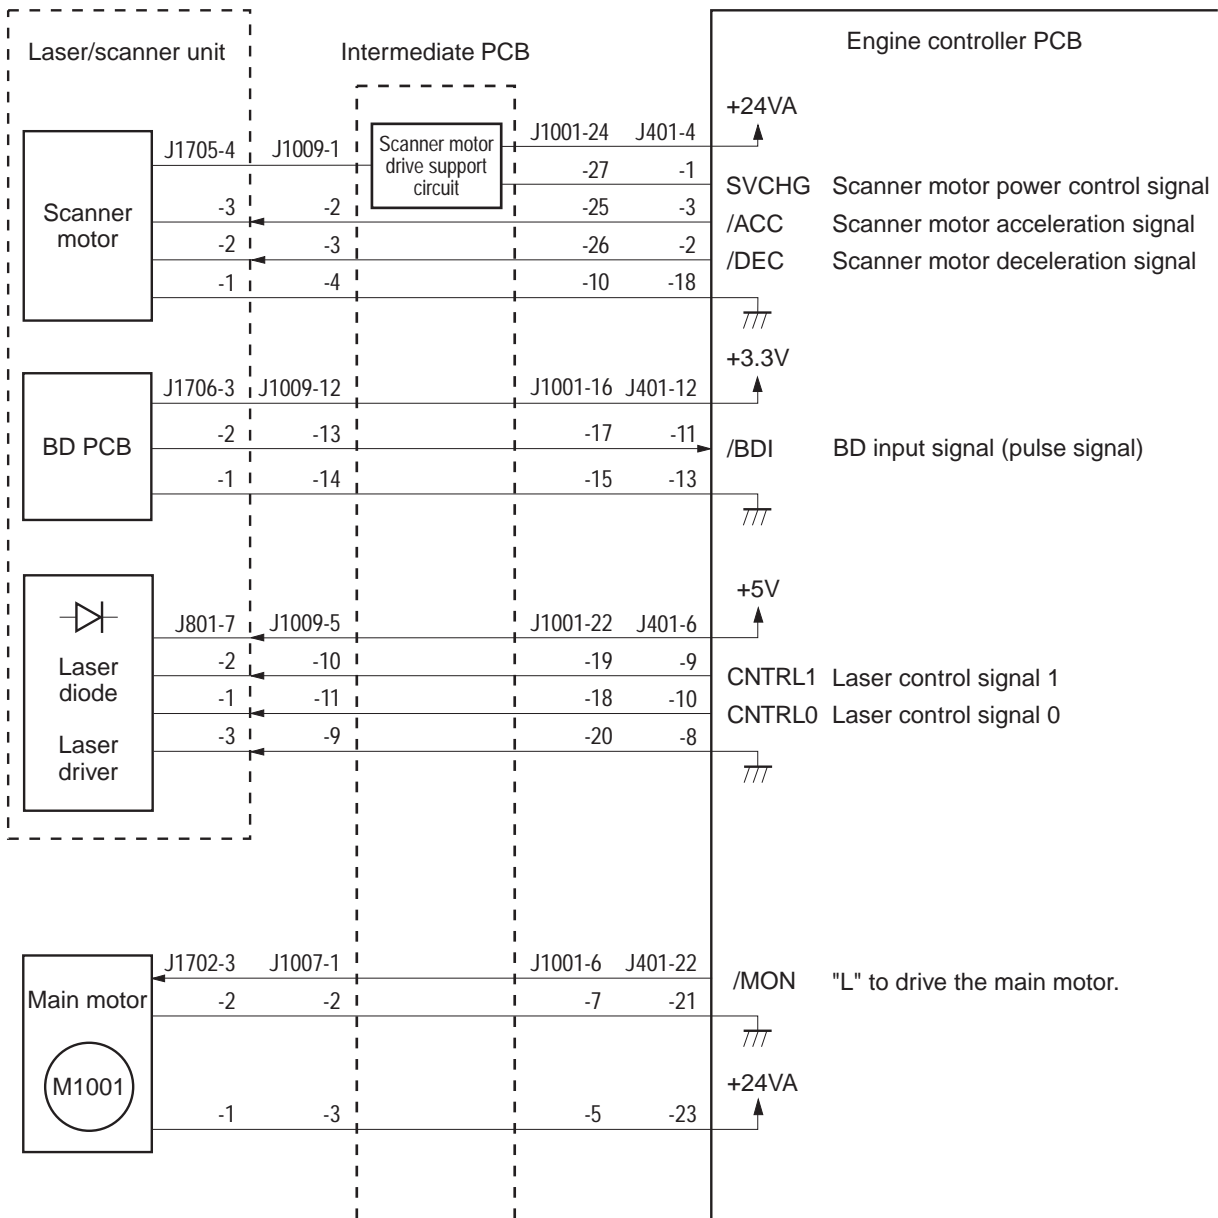 Laser/scanner unit Intermediate PCB Engine controller PCB
+24VA
J1705-4 J1009-1 Scanner motor drive support circuit J1001-24 J401-4
-27 -1 SVCHG Scanner motor power control signal
Scanner motor
-3 -2 -25 -3 /ACC Scanner motor acceleration signal
-2 -3 -26 -2 /DEC Scanner motor deceleration signal
-1 -4 -10 -18
+3.3V
J1706-3 J1009-12 J1001-16 J401-12
BD PCB -2 -13 -17 -11 /BDI BD input signal (pulse signal)
-1 -14 -15 -13
+5V
J801-7 J1009-5 J1001-22 J401-6
Laser diode
-2 -10 -19 -9 CNTRL1 Laser control signal 1
-1 -11 -18 -10 CNTRL0 Laser control signal 0
Laser driver
-3 -9 -20 -8
J1702-3 J1007-1 J1001-6 J401-22 /MON "L" to drive the main motor.
Main motor -2 -2 -7 -21
M1001
+24VA
-1 -3 -5 -23